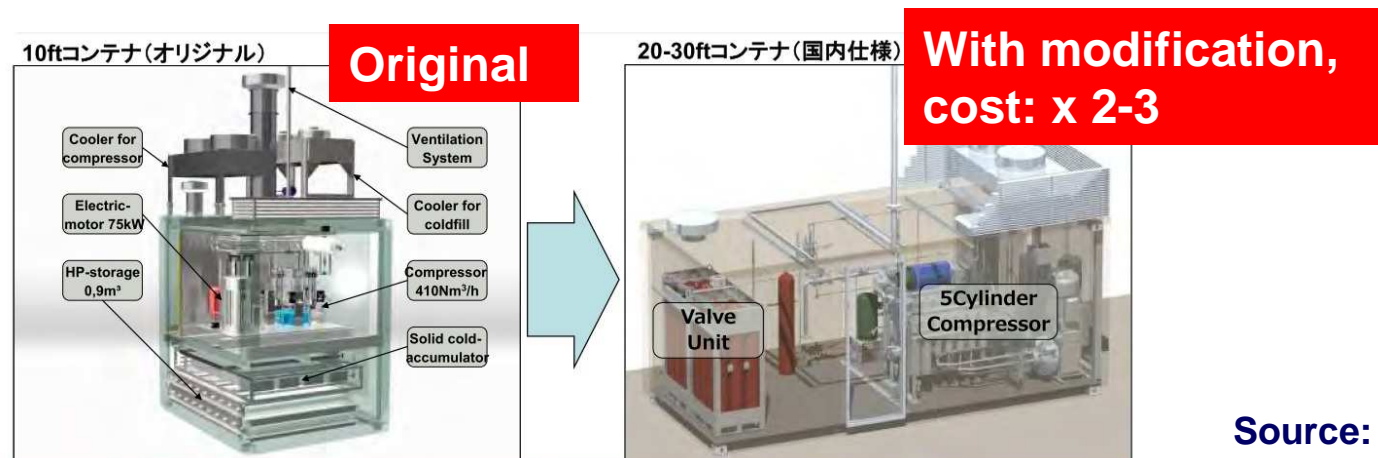 10ftコンテナ(オリジナル)
Original
Cooler for
compressor
Electric-
motor 75kW
HP-storage
0,9m³
Ventilation
System
Cooler for
coldfill
Compressor
410Nm³/h
Solid cold-
accumulator
20-30ftコンテナ(国内仕様)
With modification,
cost: x 2-3
Valve
Unit
5Cylinder
Compressor
Source: